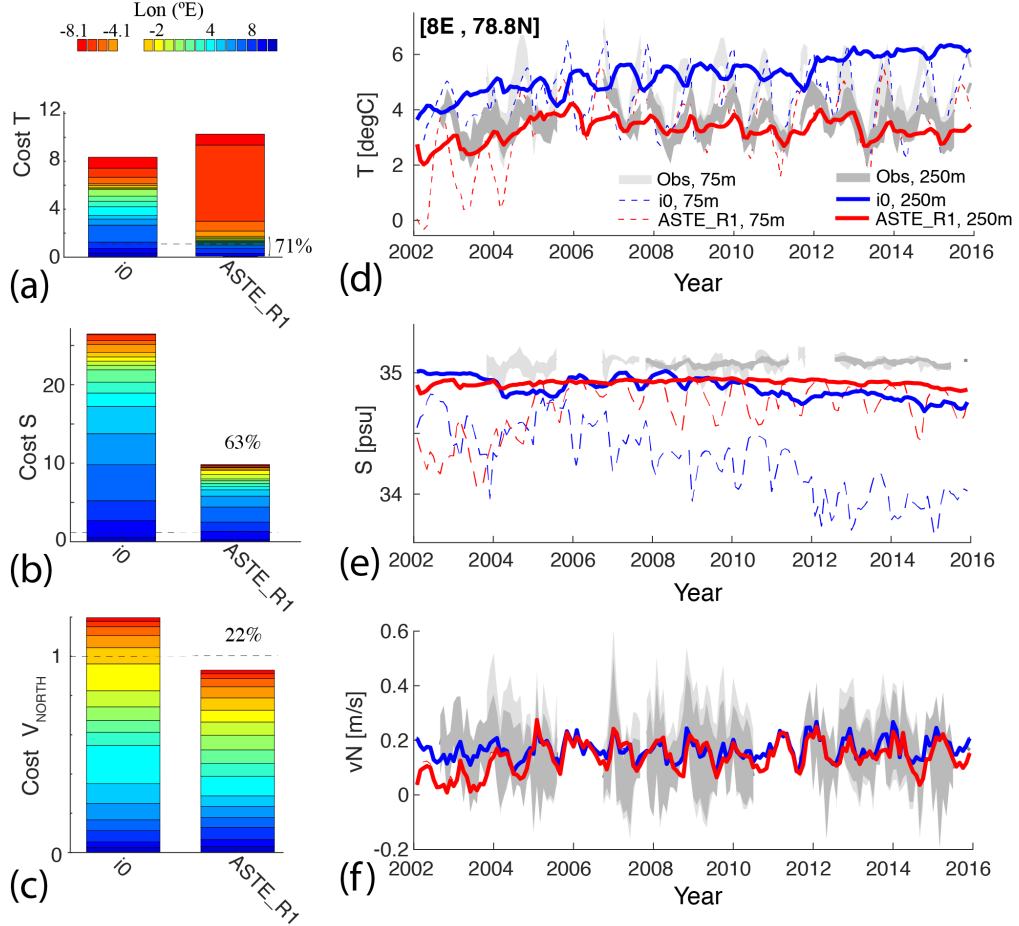 Lon (ºE)
-8.1 -4.1 -2 4 8
Cost T
12
8
4
0
71%
i0
ASTE_R1
(a)
Cost S
20
10
0
63%
i0
ASTE_R1
(b)
Cost V NORTH
1
0
22%
i0
ASTE_R1
(c)
[8E , 78.8N]
T [degC]
6
4
2
0
Obs, 75m
i0, 75m
ASTE_R1, 75m
Obs, 250m
i0, 250m
ASTE_R1, 250m
2002 2004 2006 2008 2010 2012 2014 2016
Year
(d)
S [psu]
35
34
2002 2004 2006 2008 2010 2012 2014 2016
Year
(e)
vN [m/s]
0.6
0.4
0.2
0
-0.2
2002 2004 2006 2008 2010 2012 2014 2016
Year
(f)